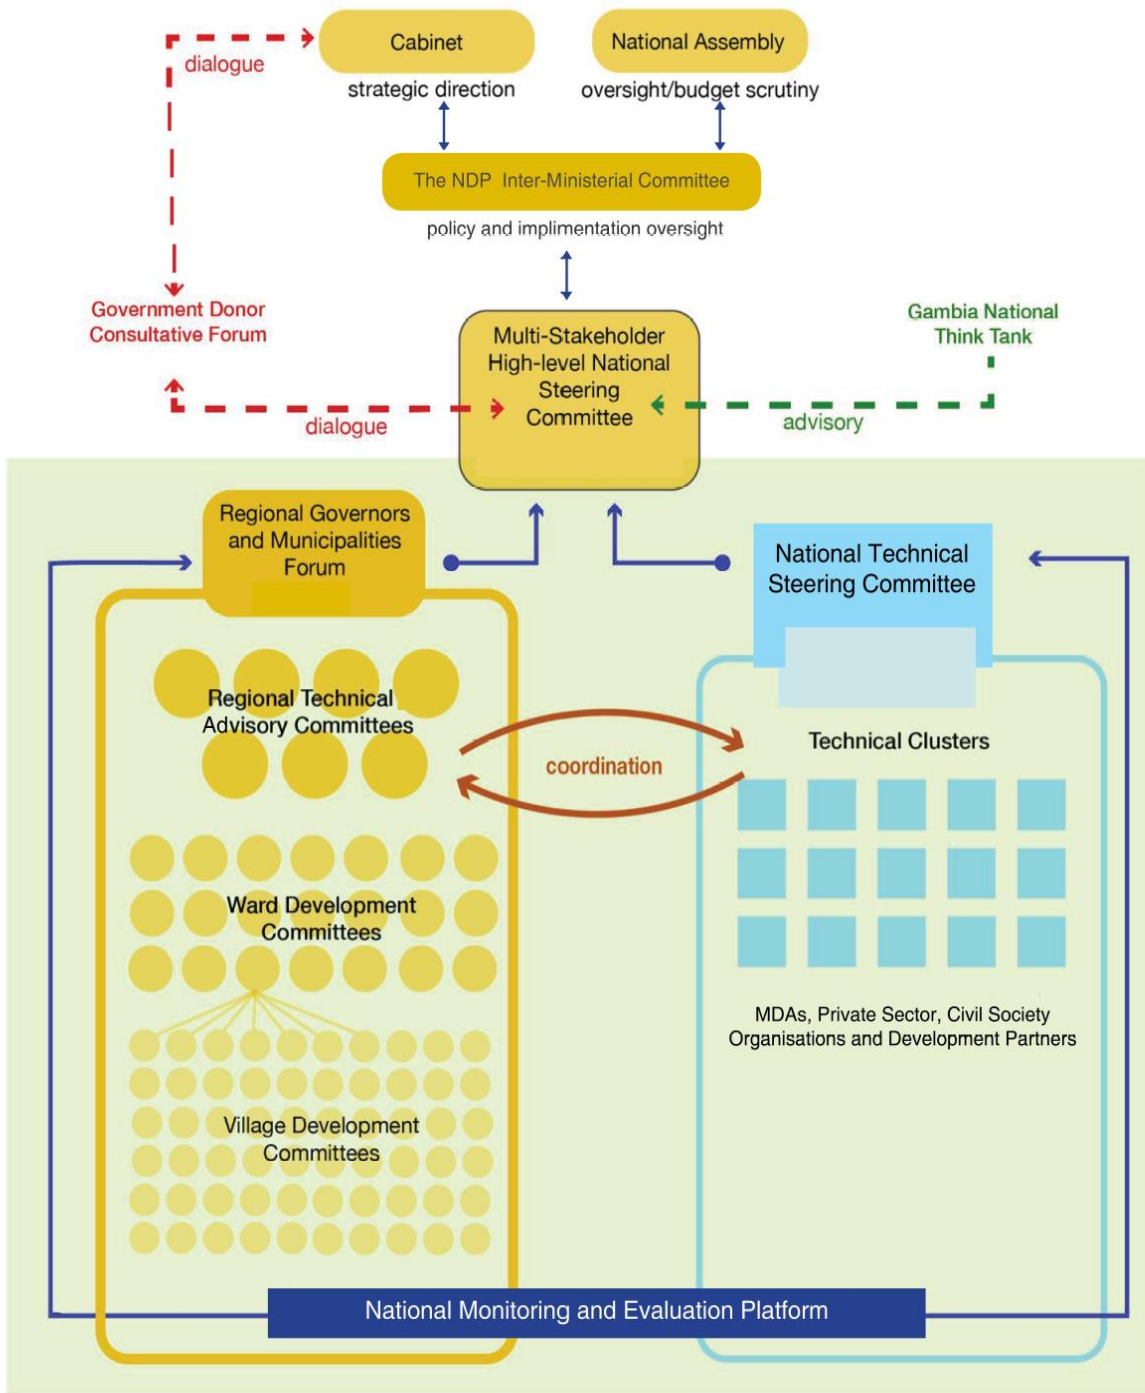 Cabinet
National Assembly
dialogue
strategic direction
oversight/budget scrutiny
The NDP Inter-Ministerial Committee
policy and implimentation oversight
Government Donor
Consultative Forum
Multi-Stakeholder
High-level National
Steering
Committee
Gambia National
Think Tank
dialogue
advisory
Regional Governors
and Municipalities
Forum
National Technical
Steering Committee
Regional Technical
Advisory Committees
coordination
Technical Clusters
Ward Development
Committees
MDAs, Private Sector, Civil Society
Organisations and Development Partners
Village Development
Committees
National Monitoring and Evaluation Platform